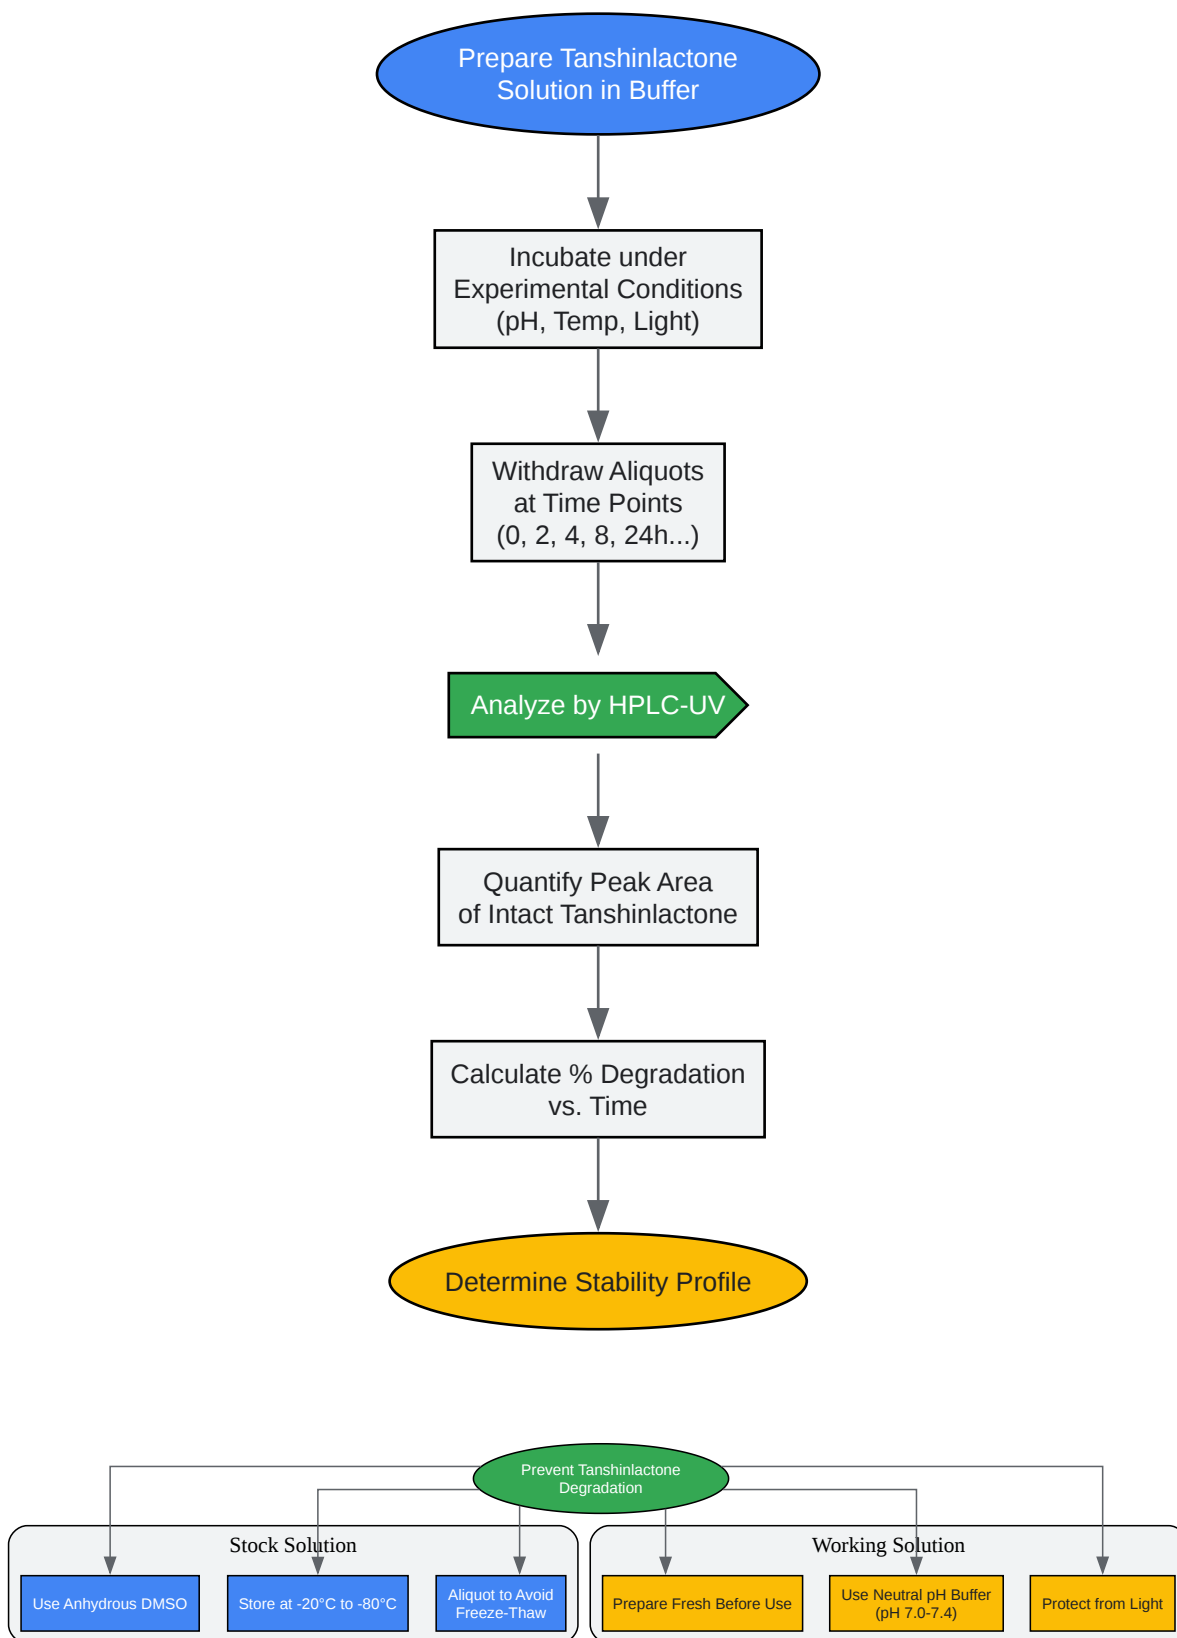 Prepare Tanshinlactone
Solution in Buffer
Incubate under
Experimental Conditions
(pH, Temp, Light)
Withdraw Aliquots
at Time Points
(0, 2, 4, 8, 24h...)
Analyze by HPLC-UV
Quantify Peak Area
of Intact Tanshinlactone
Calculate % Degradation
vs. Time
Determine Stability Profile
Prevent Tanshinlactone
Degradation
Stock Solution
Use Anhydrous DMSO
Store at -20°C to -80°C
Aliquot to Avoid
Freeze-Thaw
Working Solution
Prepare Fresh Before Use
Use Neutral pH Buffer
(pH 7.0-7.4)
Protect from Light